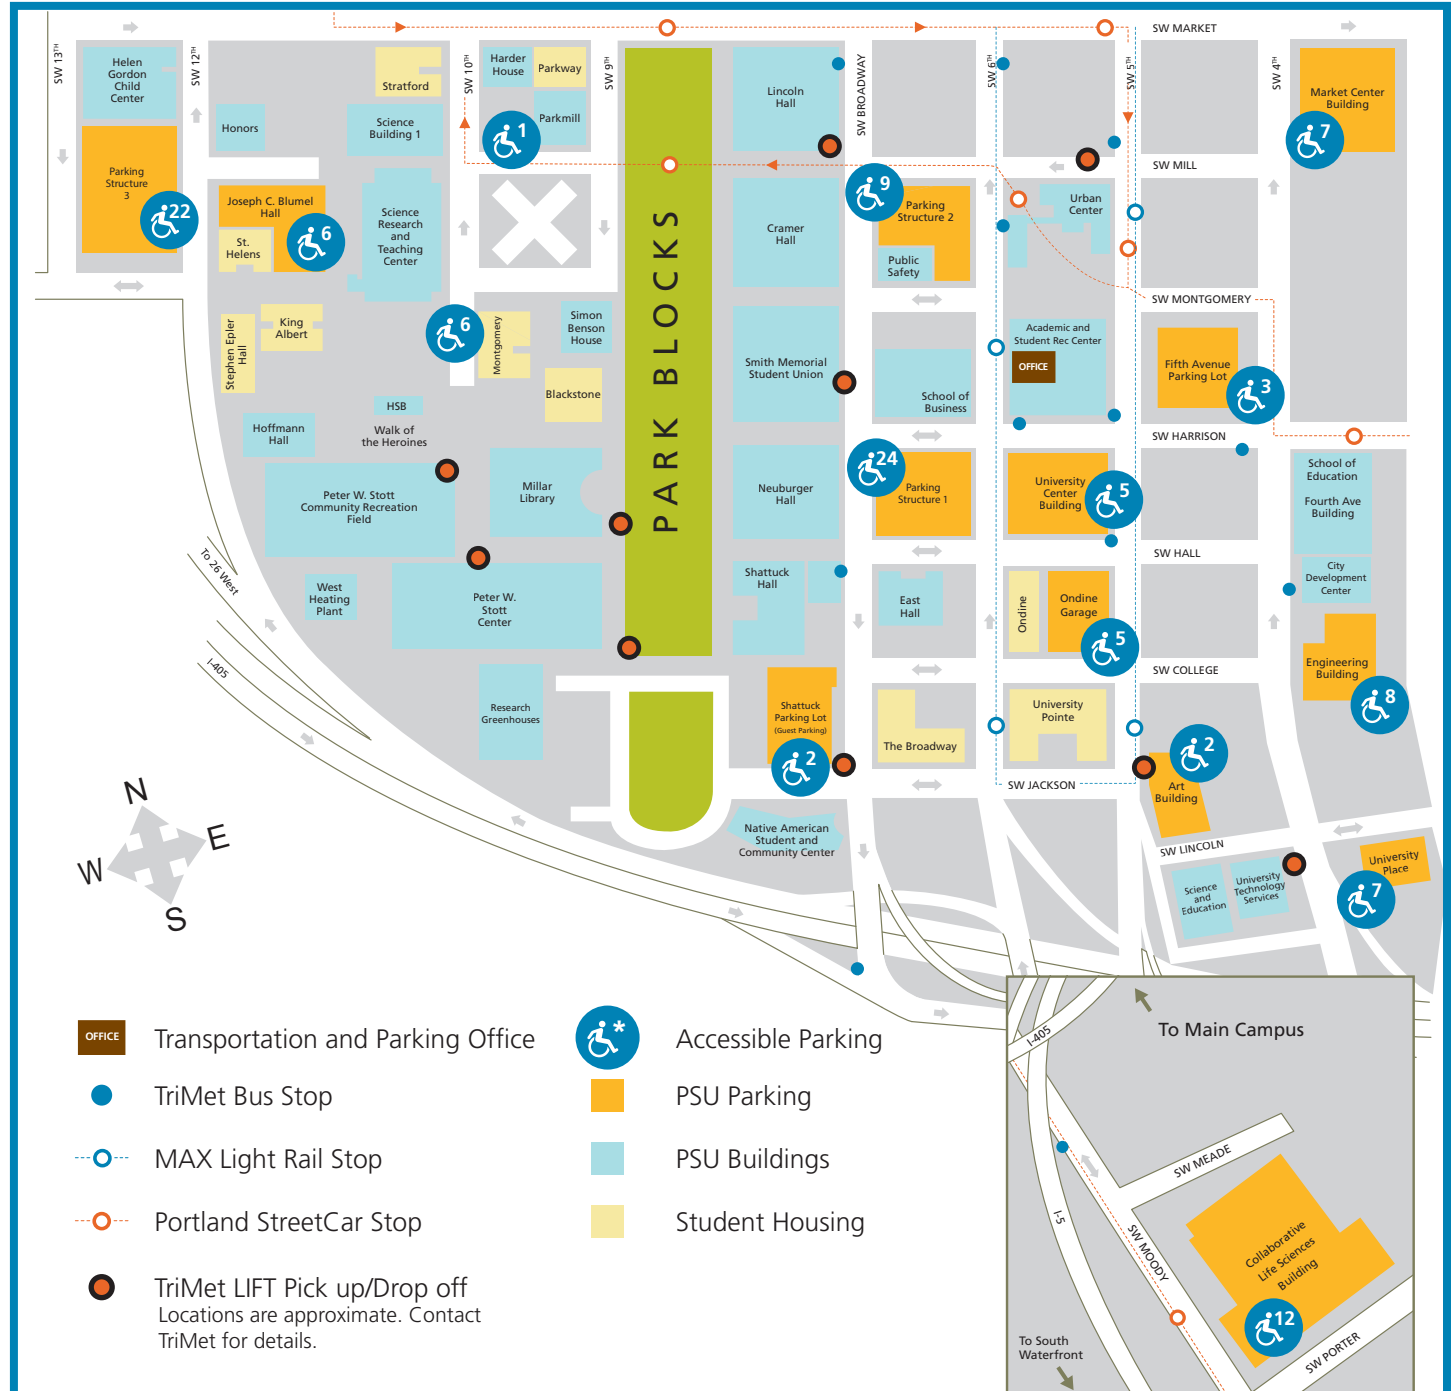 SW MARKET
SW 13TH
SW 12TH
SW 10TH
SW 9TH
SW BROADWAY
SW 6TH
SW 5TH
SW 4TH
Helen
Gordon
Child
Center
Stratford
Harder
House
Parkway
Lincoln
Hall
Market Center
Building
7
Honors
Science
Building 1
Parkmill
1
SW MILL
Parking
Structure
3
22
Joseph C. Blumel
Hall
St.
Helens
6
Science
Research
and
Teaching
Center
PARK BLOCKS
Cramer
Hall
9
Parking
Structure 2
Public
Safety
Urban
Center
SW MONTGOMERY
Stephen Epler
Hall
King
Albert
6
Montgomery
Simon
Benson
House
Blackstone
Smith Memorial
Student Union
School of
Business
Academic and
Student Rec Center
OFFICE
Fifth Avenue
Parking Lot
3
HSB
Walk of
the Heroines
Hoffmann
Hall
SW HARRISON
Peter W. Stott
Community Recreation
Field
Millar
Library
Neuburger
Hall
24
Parking
Structure 1
University
Center
Building
5
School of
Education
Fourth Ave
Building
SW HALL
To 26 West
West
Heating
Plant
Peter W.
Stott
Center
Shattuck
Hall
East
Hall
Ondine
Ondine
Garage
5
City
Development
Center
Engineering
Building
8
SW COLLEGE
I-405
Research
Greenhouses
Shattuck
Parking Lot
(Guest Parking)
2
The Broadway
University
Pointe
2
Art
Building
SW JACKSON
N
E
W
S
Native American
Student and
Community Center
SW LINCOLN
Science
and
Education
University
Technology
Services
University
Place
7
OFFICE
Transportation and Parking Office
*
Accessible Parking
TriMet Bus Stop
PSU Parking
MAX Light Rail Stop
PSU Buildings
Portland StreetCar Stop
Student Housing
TriMet LIFT Pick up/Drop off
Locations are approximate. Contact
TriMet for details.
To Main Campus
I-405
SW MEADE
I-5
SW MOODY
Collaborative
Life Sciences
Building
12
SW PORTER
To South
Waterfront